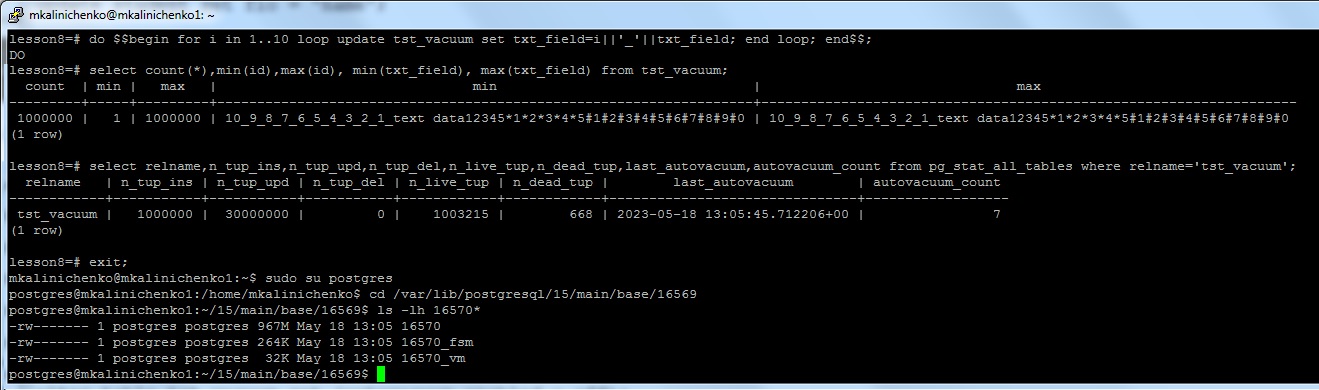 mkalinichenko@mkalinichenko1: ~
lesson8=# do $$begin for i in 1..10 loop update tst_vacuum set txt_field=i||'_'||txt_field; end loop; end$$;
DO
lesson8=# select count(*),min(id),max(id), min(txt_field), max(txt_field) from tst_vacuum;
  count  | min |   max   |                               min                                |                               max
---------+-----+---------+------------------------------------------------------------------+------------------------------------------------------------------
 1000000 |   1 | 1000000 | 10_9_8_7_6_5_4_3_2_1_text data12345*1*2*3*4*5#1#2#3#4#5#6#7#8#9#0 | 10_9_8_7_6_5_4_3_2_1_text data12345*1*2*3*4*5#1#2#3#4#5#6#7#8#9#0
(1 row)
lesson8=# select relname,n_tup_ins,n_tup_upd,n_tup_del,n_live_tup,n_dead_tup,last_autovacuum,autovacuum_count from pg_stat_all_tables where relname='tst_vacuum';
  relname   | n_tup_ins | n_tup_upd | n_tup_del | n_live_tup | n_dead_tup |        last_autovacuum        | autovacuum_count
------------+-----------+-----------+-----------+------------+------------+-------------------------------+------------------
 tst_vacuum |   1000000 |  30000000 |         0 |    1003215 |        668 | 2023-05-18 13:05:45.712206+00 |                7
(1 row)
lesson8=# exit;
mkalinichenko@mkalinichenko1:~$ sudo su postgres
postgres@mkalinichenko1:/home/mkalinichenko$ cd /var/lib/postgresql/15/main/base/16569
postgres@mkalinichenko1:~/15/main/base/16569$ ls -lh 16570*
-rw------- 1 postgres postgres 967M May 18 13:05 16570
-rw------- 1 postgres postgres 264K May 18 13:05 16570_fsm
-rw------- 1 postgres postgres  32K May 18 13:05 16570_vm
postgres@mkalinichenko1:~/15/main/base/16569$